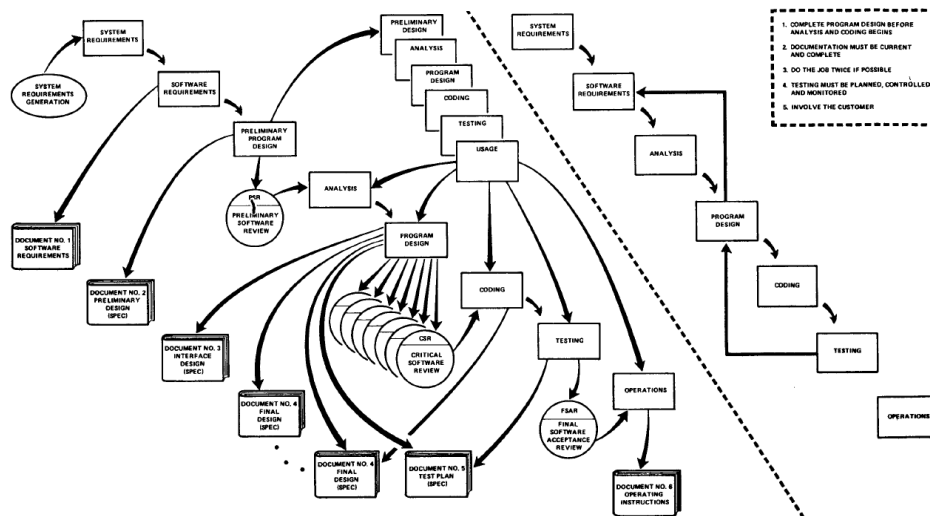 SYSTEM
REQUIREMENTS
SYSTEM
REQUIREMENTS
GENERATION
SOFTWARE
REQUIREMENTS
PRELIMINARY
PROGRAM
DESIGN
PRELIMINARY
DESIGN
ANALYSIS
PROGRAM
DESIGN
CODING
TESTING
USAGE
PRELIMINARY
SOFTWARE
REVIEW
ANALYSIS
PROGRAM
DESIGN
DOCUMENT NO. 1
SOFTWARE
REQUIREMENTS
DOCUMENT NO. 2
PRELIMINARY
DESIGN
(SPEC)
DOCUMENT NO. 3
INTERFACE
DESIGN
(SPEC)
CSR
CRITICAL
SOFTWARE
REVIEW
CODING
TESTING
OPERATIONS
DOCUMENT NO. 4
FINAL
DESIGN
(SPEC)
FSAR
FINAL
SOFTWARE
ACCEPTANCE
REVIEW
DOCUMENT NO. 4
FINAL
DESIGN
(SPEC)
DOCUMENT NO. 5
TEST PLAN
(SPEC)
DOCUMENT NO. 6
OPERATING
INSTRUCTIONS
SYSTEM
REQUIREMENTS
SOFTWARE
REQUIREMENTS
ANALYSIS
PROGRAM
DESIGN
CODING
TESTING
OPERATIONS
1. COMPLETE PROGRAM DESIGN BEFORE
ANALYSIS AND CODING BEGINS
2. DOCUMENTATION MUST BE CURRENT
AND COMPLETE
3. DO THE JOB TWICE IF POSSIBLE
4. TESTING MUST BE PLANNED, CONTROLLED
AND MONITORED
5. INVOLVE THE CUSTOMER